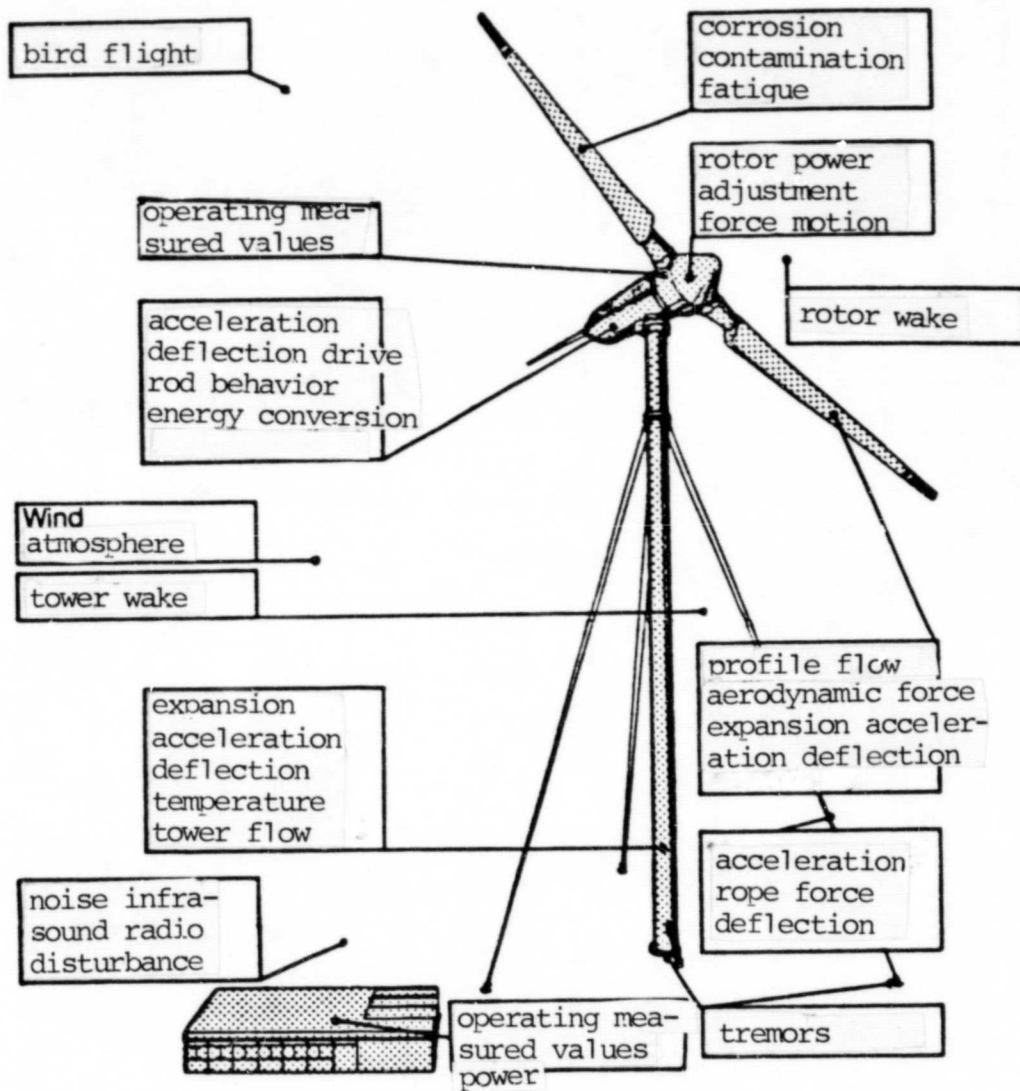 bird flight
corrosion
contamination
fatique
rotor power
adjustment
force motion
operating mea-
sured values
rotor wake
acceleration
deflection drive
rod behavior
energy conversion
Wind
atmosphere
tower wake
profile flow
aerodynamic force
expansion acceler-
ation deflection
expansion
acceleration
deflection
temperature
tower flow
acceleration
rope force
deflection
noise infra-
sound radio
disturbance
operating mea-
sured values
power
tremors